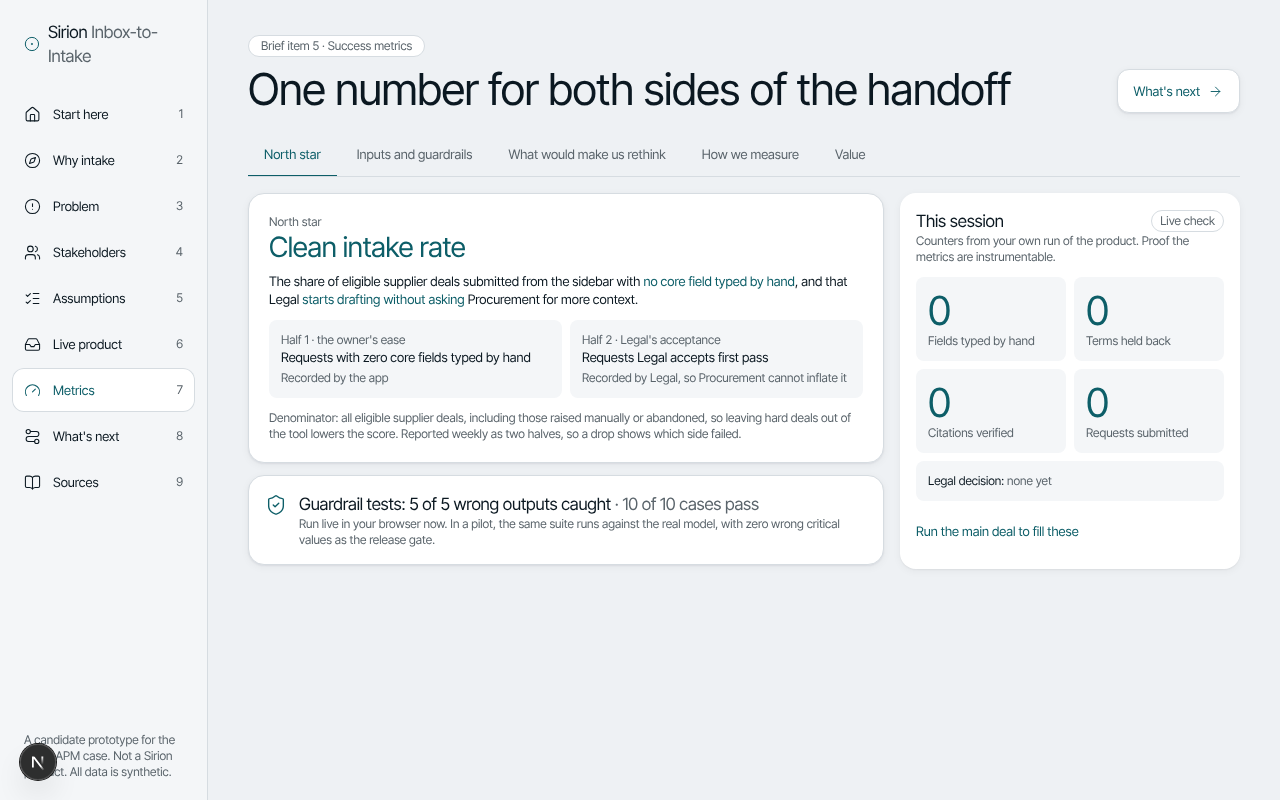 Sirion Inbox-to-
Intake
Start here 1
Why intake 2
Problem 3
Stakeholders 4
Assumptions 5
Live product 6
Metrics 7
What's next 8
Sources 9
A candidate prototype for the
APM case. Not a Sirion
All data is synthetic.
N
Brief item 5 · Success metrics
One number for both sides of the handoff
What's next
North star
Inputs and guardrails
What would make us rethink
How we measure
Value
North star
Clean intake rate
The share of eligible supplier deals submitted from the sidebar with no core field typed by hand, and that
Legal starts drafting without asking Procurement for more context.
Half 1 · the owner's ease
Requests with zero core fields typed by hand
Recorded by the app
Half 2 · Legal's acceptance
Requests Legal accepts first pass
Recorded by Legal, so Procurement cannot inflate it
Denominator: all eligible supplier deals, including those raised manually or abandoned, so leaving hard deals out of
the tool lowers the score. Reported weekly as two halves, so a drop shows which side failed.
Guardrail tests: 5 of 5 wrong outputs caught · 10 of 10 cases pass
Run live in your browser now. In a pilot, the same suite runs against the real model, with zero wrong critical
values as the release gate.
This session
Live check
Counters from your own run of the product. Proof the
metrics are instrumentable.
0
Fields typed by hand
0
Terms held back
0
Citations verified
0
Requests submitted
Legal decision: none yet
Run the main deal to fill these